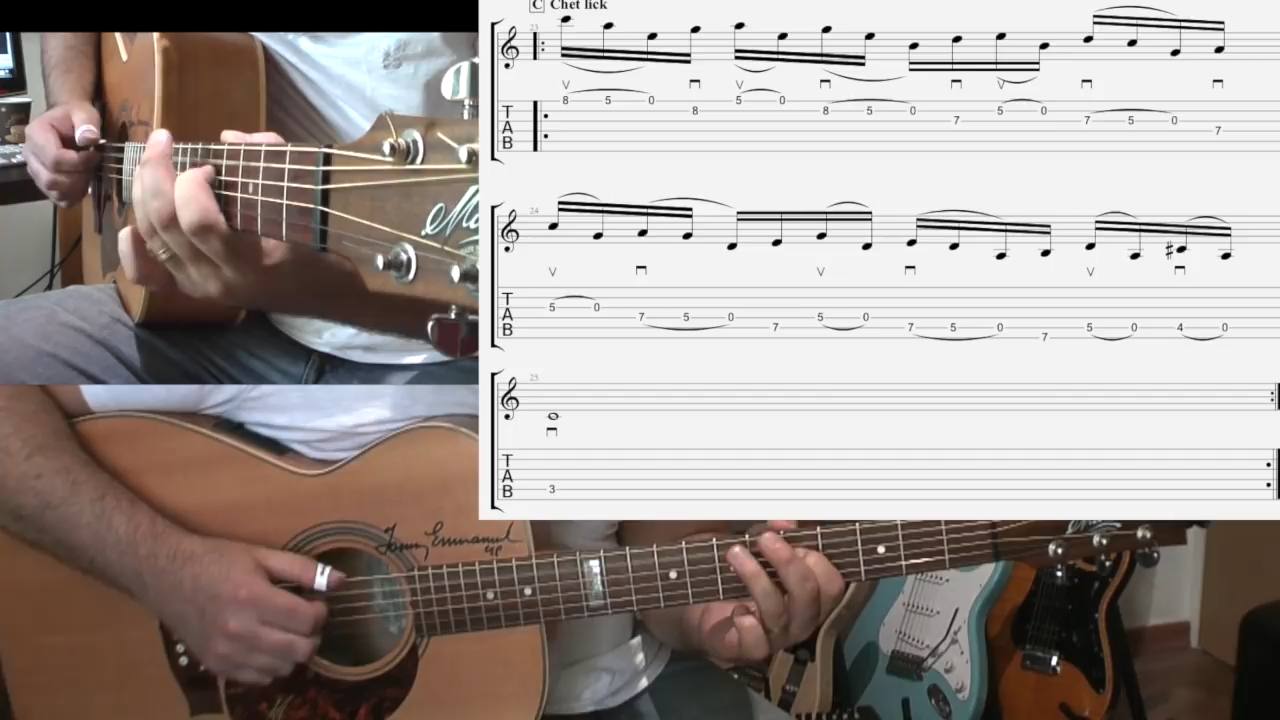 C Chet lick
23
8 5 0 8 5 0 8 5 0 7 5 0 7 5 0 7
T
A
B
24
5 0 7 5 0 7 5 0 7 5 0 7 5 0 4 0
T
A
B
25
3
T
A
B
Tommy Emmanuel